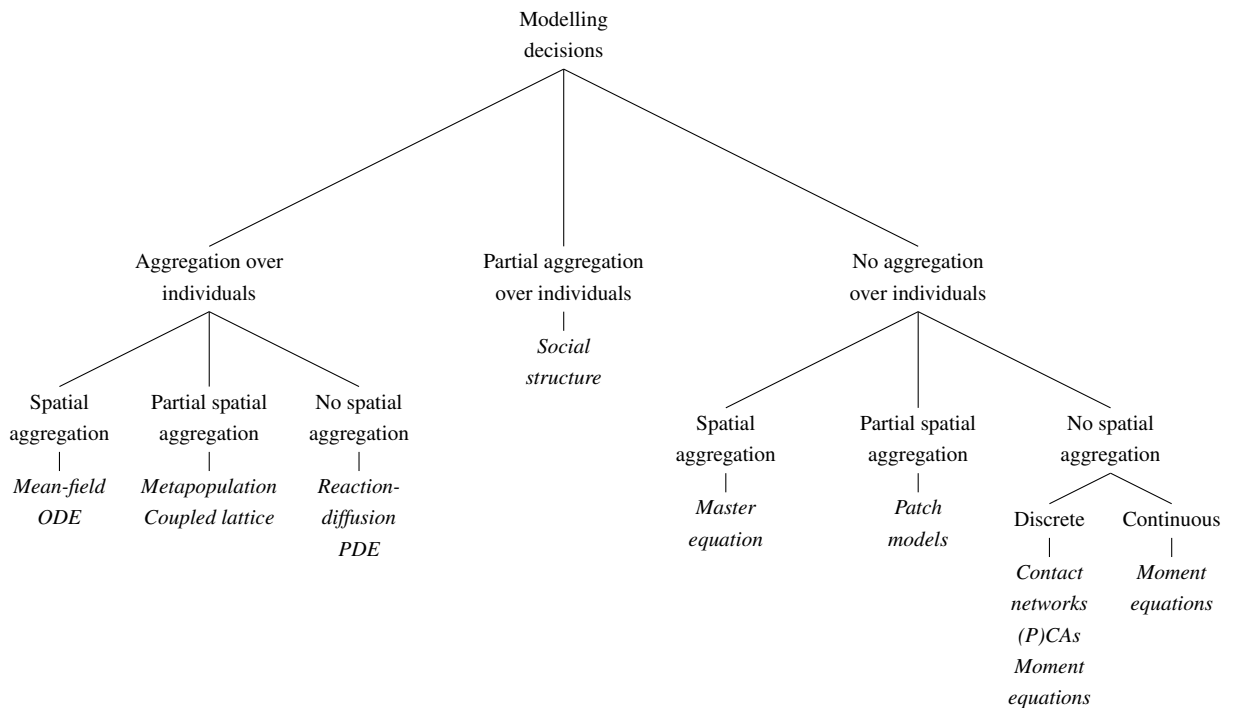 Modelling
decisions
Aggregation over
individuals
Partial aggregation
over individuals
No aggregation
over individuals
Social
structure
Spatial
aggregation
Partial spatial
aggregation
No spatial
aggregation
Mean-field
ODE
Metapopulation
Coupled lattice
Reaction-
diffusion
PDE
Spatial
aggregation
Partial spatial
aggregation
No spatial
aggregation
Master
equation
Patch
models
Discrete
Continuous
Contact
networks
(P)CAs
Moment
equations
Moment
equations